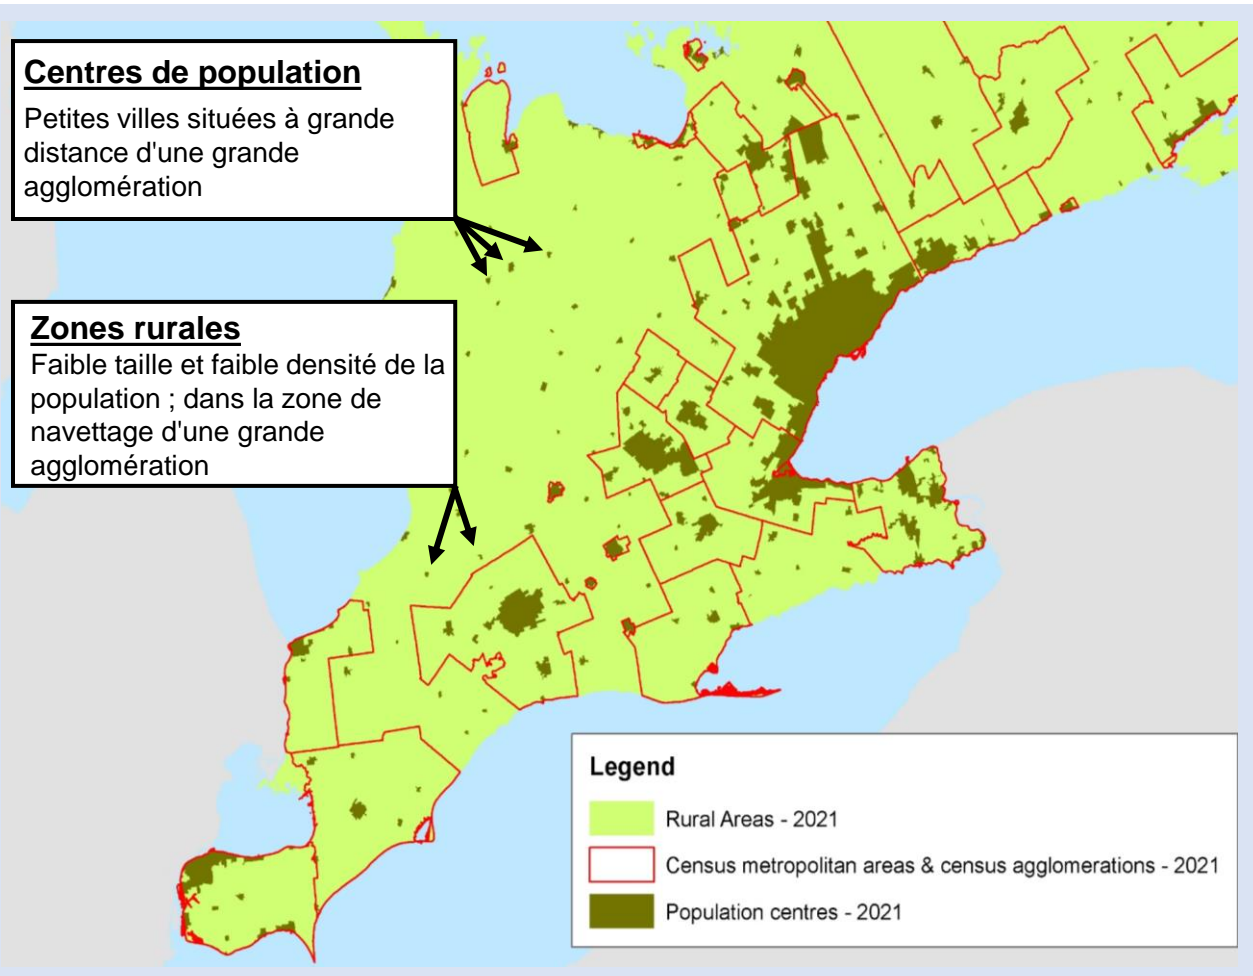 Centres de population
Petites villes situées à grande
distance d'une grande
agglomération
Zones rurales
Faible taille et faible densité de la
population ; dans la zone de
navettage d'une grande
agglomération
Legend
Rural Areas - 2021
Census metropolitan areas & census agglomerations - 2021
Population centres - 2021